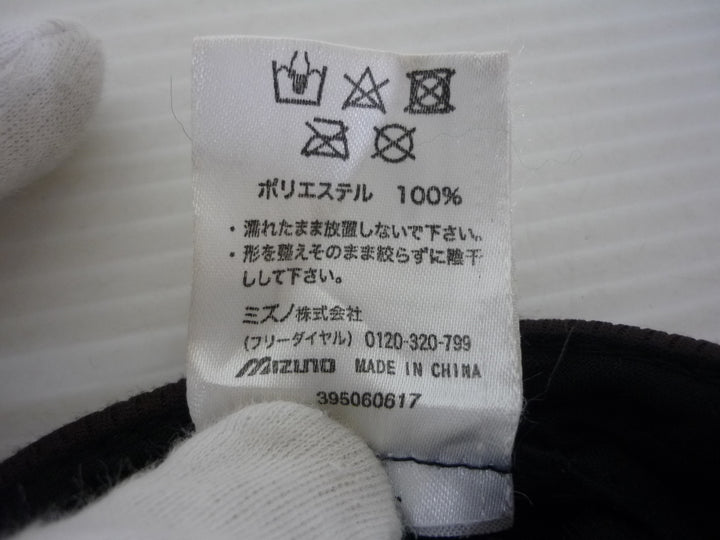 ポリエステル 100%
・濡れたまま放置しないで下さい。
・形を整えそのまま絞らずに陰干
ししして下さい。
ミズノ株式会社
(フリーダイヤル) 0120-320-799
MIZUNO MADE IN CHINA
395060617